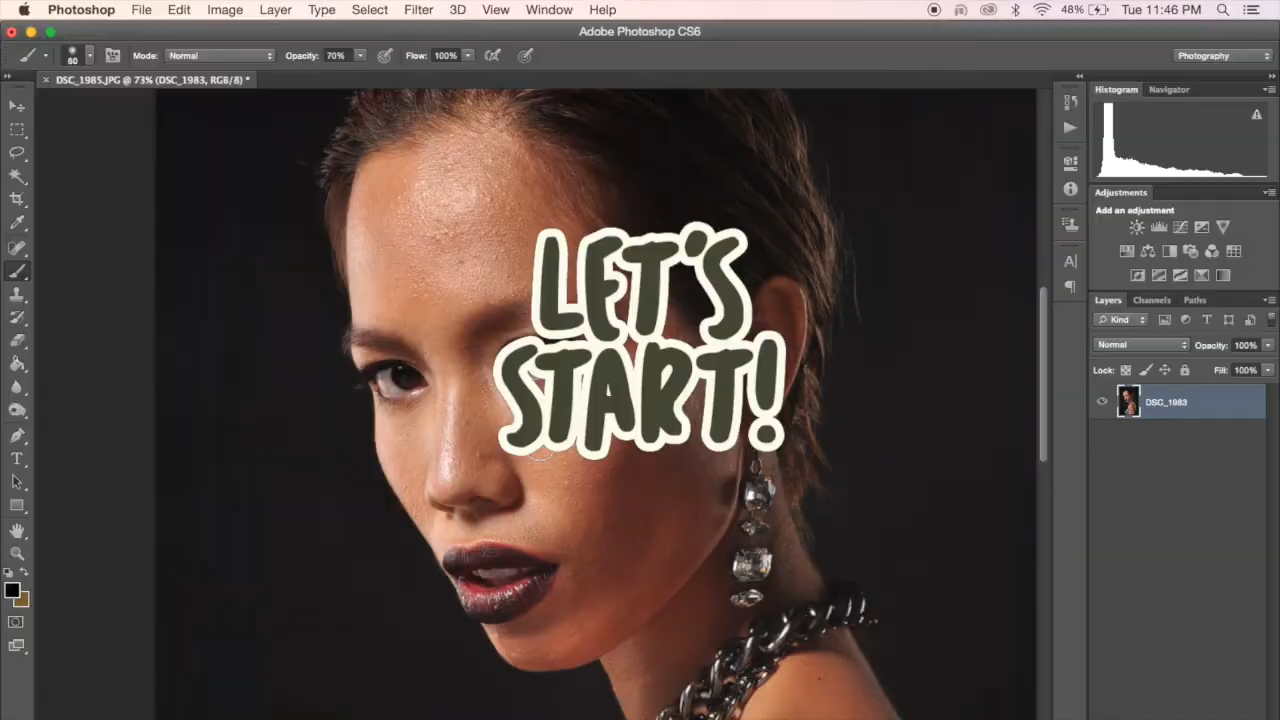 Photoshop File Edit Image Layer Type Select Filter 3D View Window Help 48% Tue 11:46 PM
Adobe Photoshop CS6
60 Mode: Normal Opacity: 70% Flow: 100% Photography
× DSC_1985.JPG @ 73% (DSC_1983, RGB/8) *
Histogram Navigator
Adjustments
Add an adjustment
Layers Channels Paths
Kind
Normal Opacity: 100%
Lock: Fill: 100%
DSC_1983
LET'S
START!